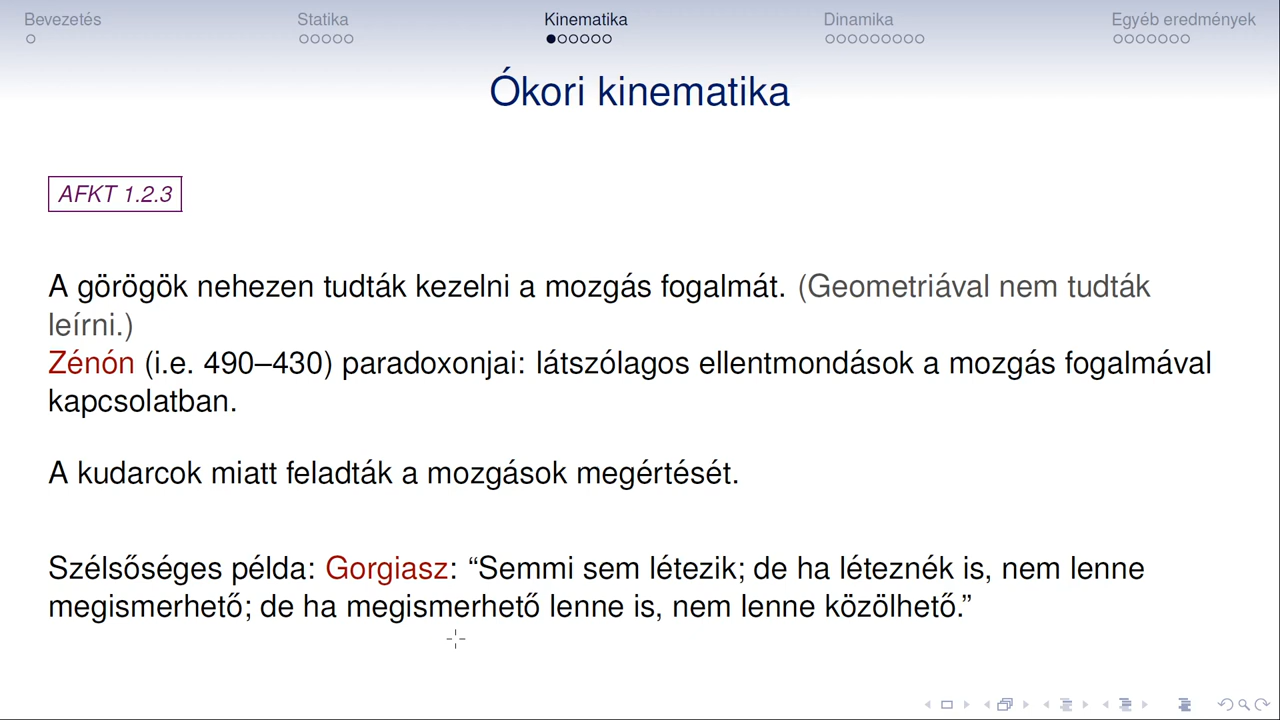 Bevezetés Statika Kinematika Dinamika Egyéb eredmények
Ókori kinematika
AFKT 1.2.3
A görögök nehezen tudták kezelni a mozgás fogalmát. (Geometriával nem tudták
leírni.)
Zénón (i.e. 490–430) paradoxonjai: látszólagos ellentmondások a mozgás fogalmával
kapcsolatban.
A kudarcok miatt feladták a mozgások megértését.
Szélsőséges példa: Gorgiasz: “Semmi sem létezik; de ha léteznék is, nem lenne
megismerhető; de ha megismerhető lenne is, nem lenne közölhető.”